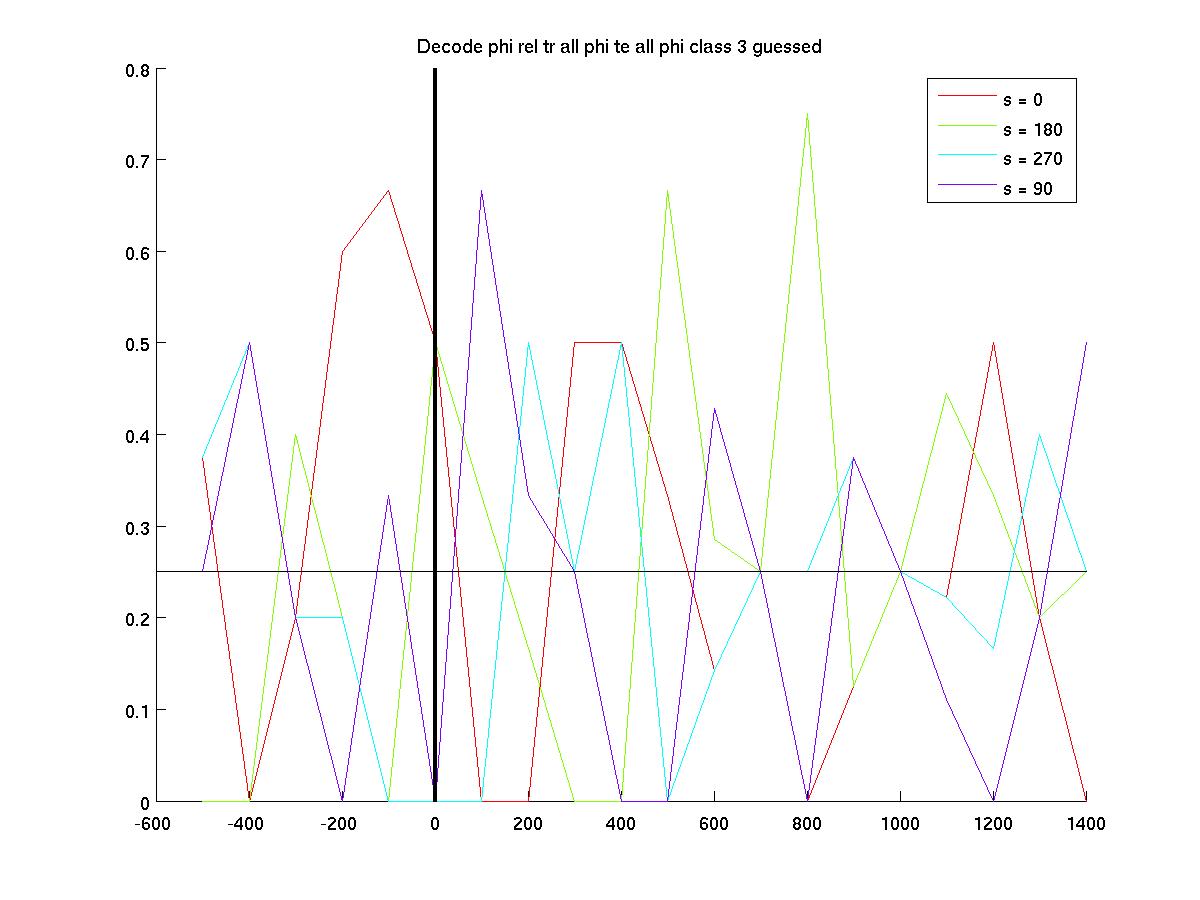 Decode phi rel tr all phi te all phi class 3 guessed
0.8
0.7
0.6
0.5
0.4
0.3
0.2
0.1
0
-600 -400 -200 0 200 400 600 800 1000 1200 1400
s = 0
s = 180
s = 270
s = 90